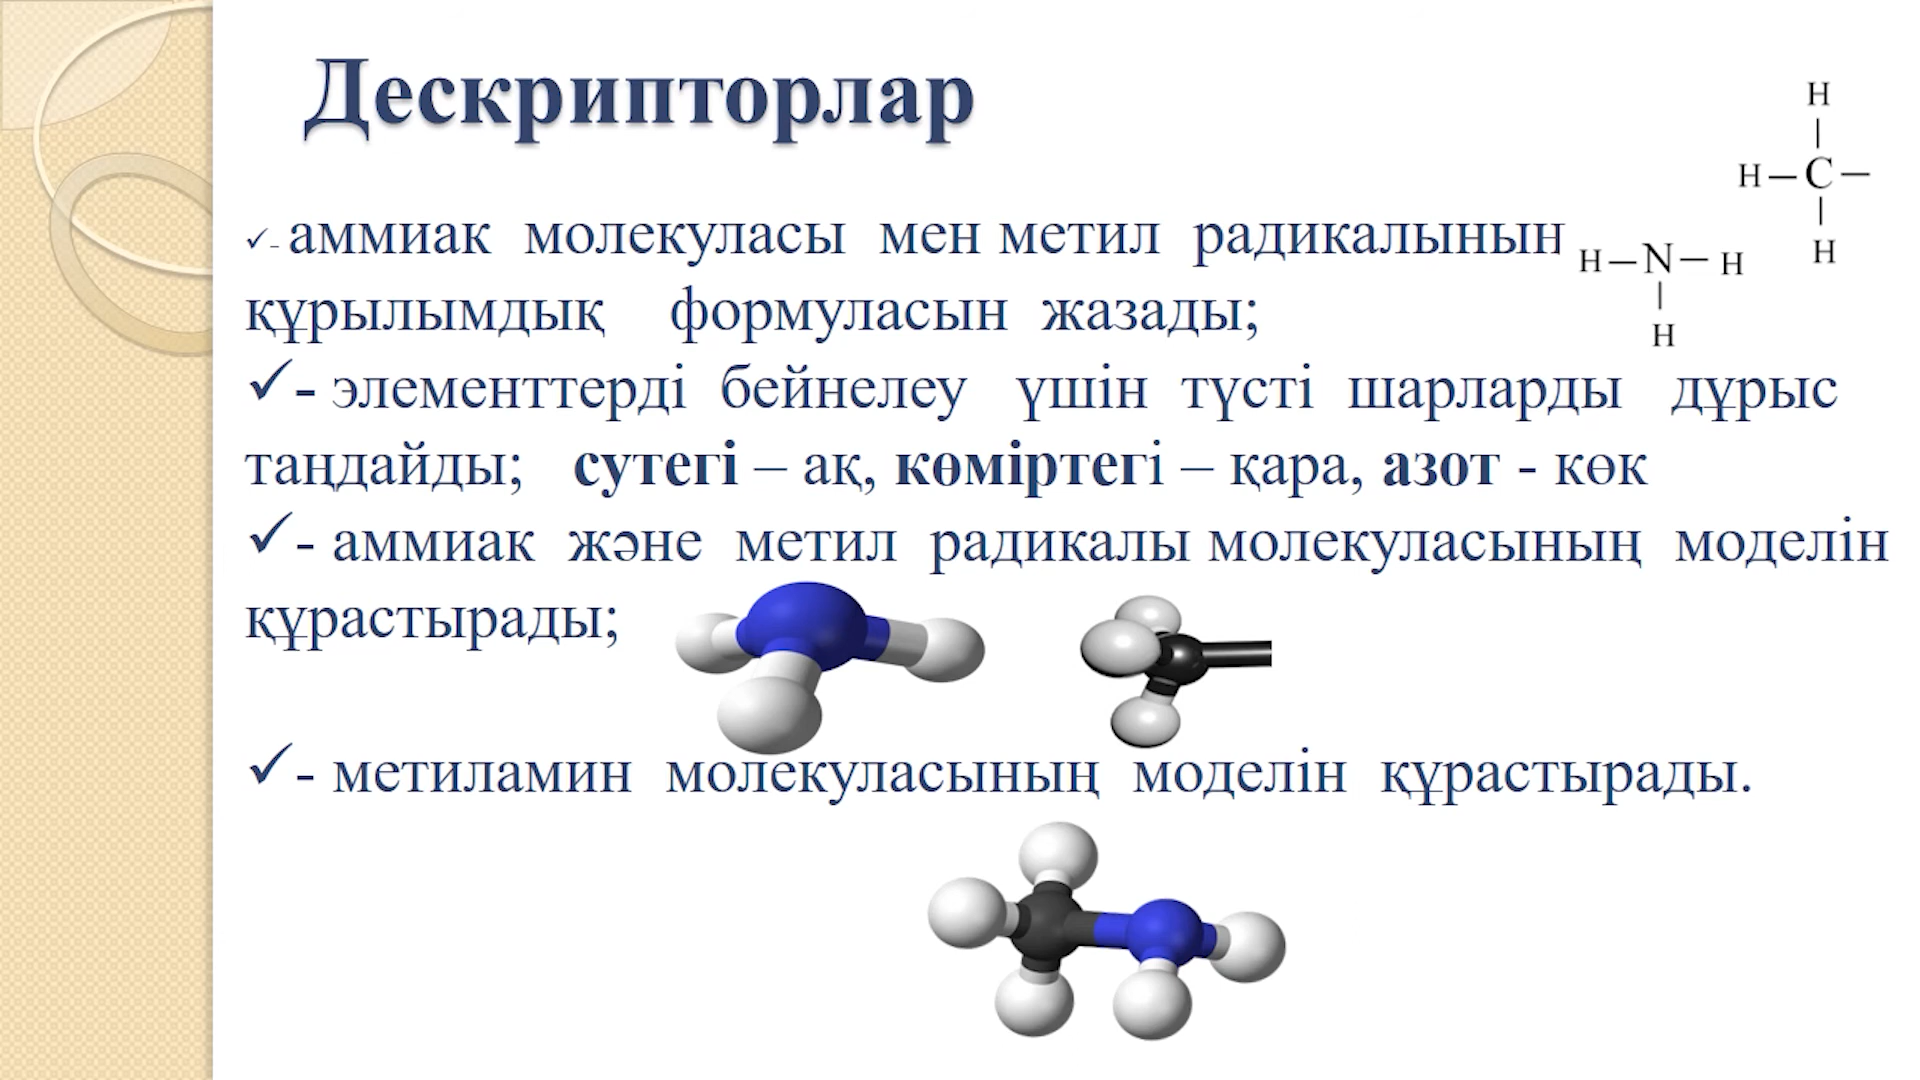 Дескрипторлар
✓- аммиак молекуласы мен метил радикалынын
құрылымдық формуласын жазады;
✓- элементтерді бейнелеу үшін түсті шарларды дұрыс
таңдайды; сутегі – ақ, көміртегі – қара, азот - көк
✓- аммиак және метил радикалы молекуласының моделін
құрастырады;
✓- метиламин молекуласының моделін құрастырады.
H
H – C –
H
H – N – H
H